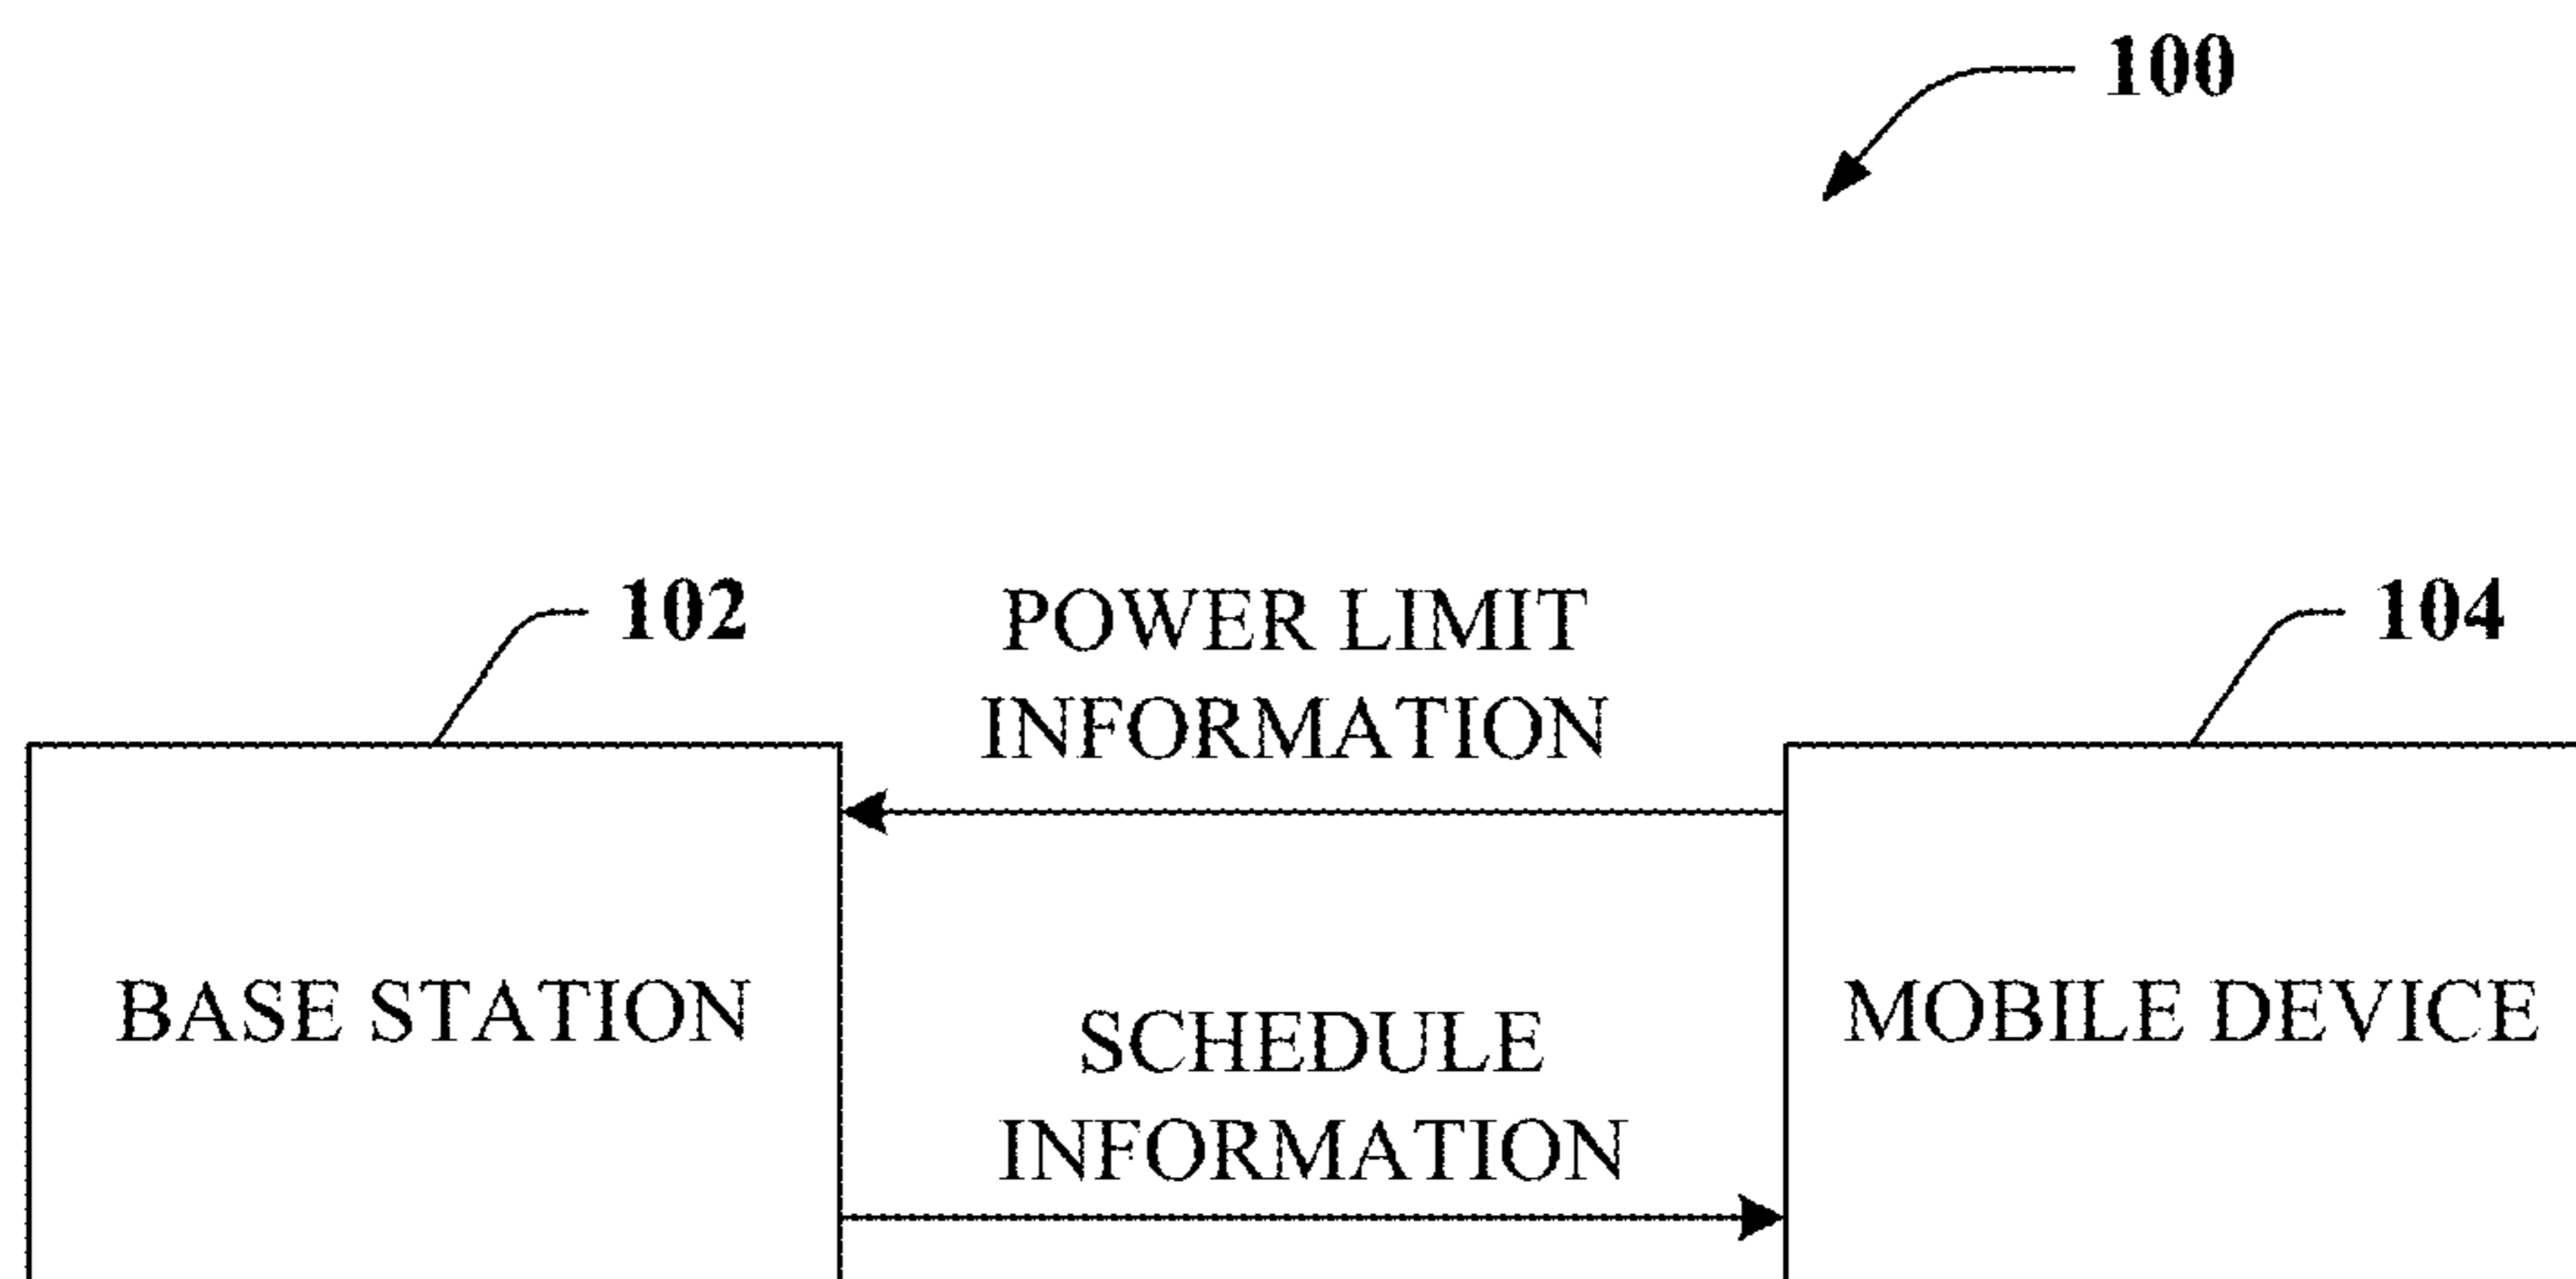 100
102
POWER LIMIT
INFORMATION
104
BASE STATION
SCHEDULE
INFORMATION
MOBILE DEVICE